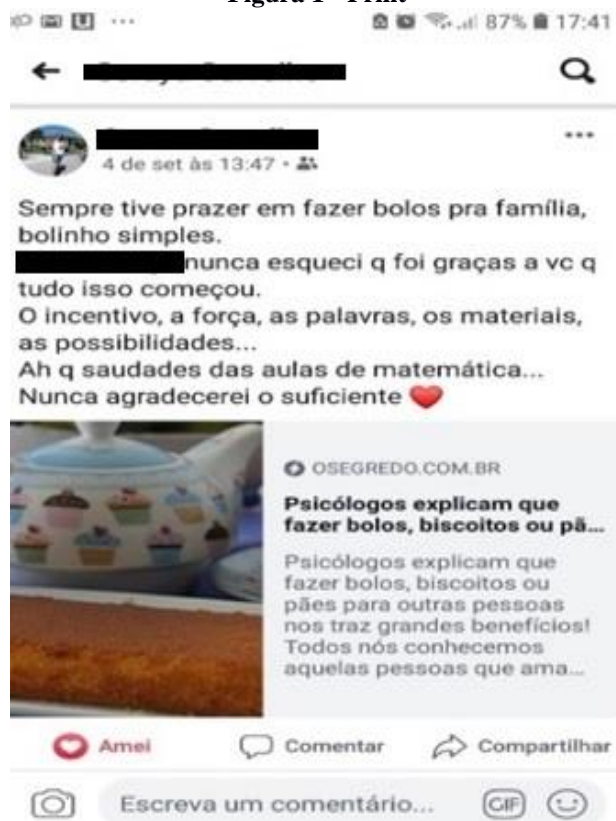 87% 17:41
4 de set às 13:47
Sempre tive prazer em fazer bolos pra família,
bolinho simples.
nunca esqueci q foi graças a vc q
tudo isso começou.
O incentivo, a força, as palavras, os materiais,
as possibilidades...
Ah q saudades das aulas de matemática...
Nunca agradecerei o suficiente
OSEGREDO.COM.BR
Psicólogos explicam que
fazer bolos, biscoitos ou pã...
Psicólogos explicam que
fazer bolos, biscoitos ou
pães para outras pessoas
nos traz grandes benefícios!
Todos nós conhecemos
aquelas pessoas que ama...
Amei Comentar Compartilhar
Escreva um comentário... GIF